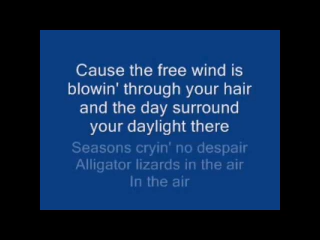 Cause the free wind is
blowin' through your hair
and the day surround
your daylight there
Seasons cryin' no despair
Alligator lizards in the air
In the air